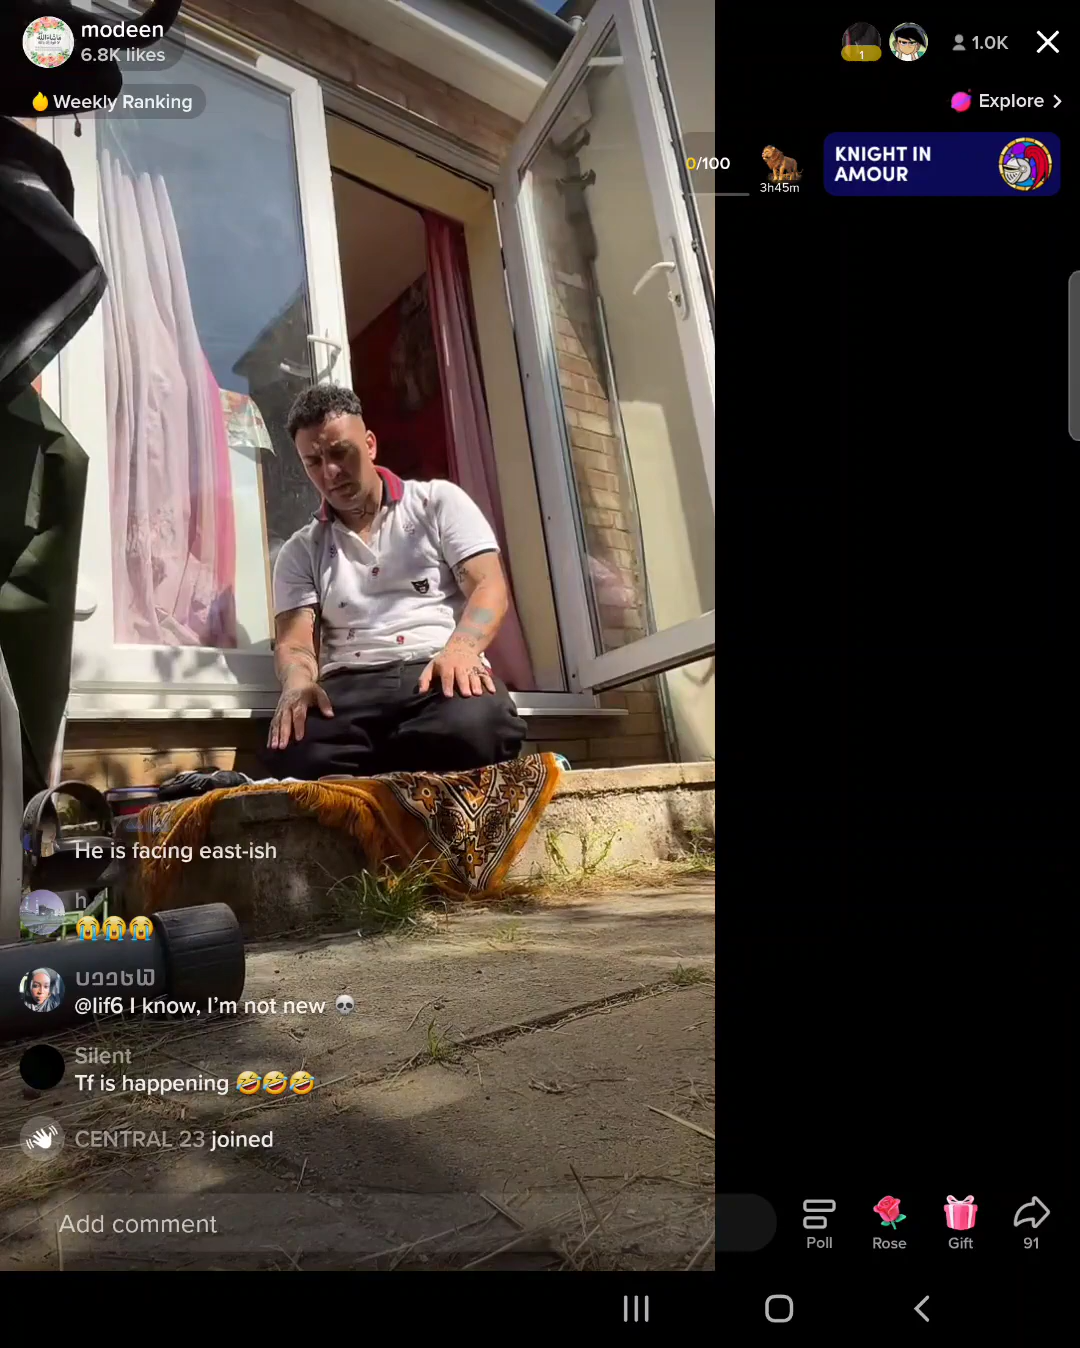 modeen
6.8K likes
1
1.0K
Weekly Ranking
Explore
0/100
3h45m
KNIGHT IN
AMOUR
He is facing east-ish
h
😭😭😭
@lif6 I know, I’m not new 💀
Silent
Tf is happening 🤣🤣🤣
CENTRAL 23 joined
Add comment
Poll
Rose
Gift
91